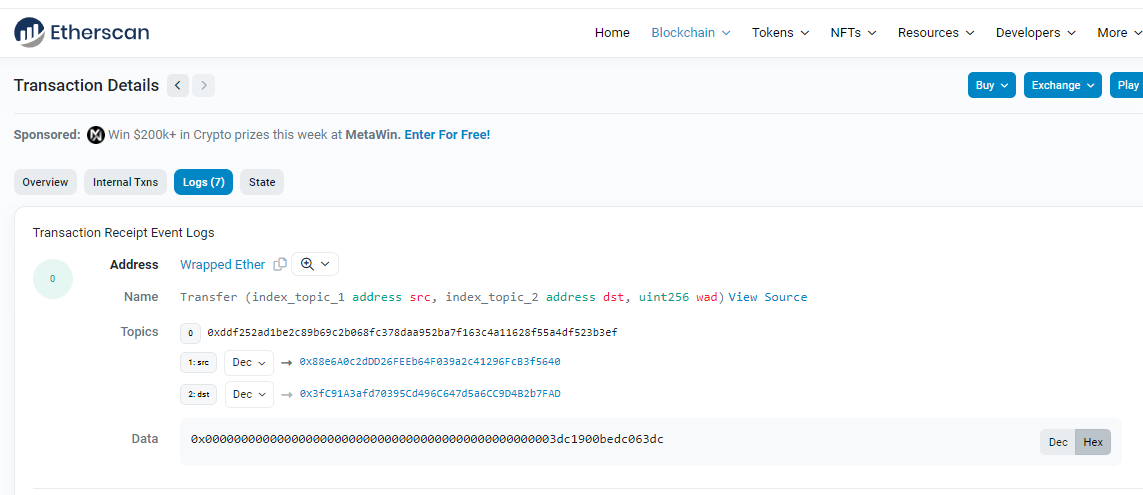 Etherscan
Home Blockchain Tokens NFTs Resources Developers More
Transaction Details
Buy Exchange Play
Sponsored: Win $200k+ in Crypto prizes this week at MetaWin. Enter For Free!
Overview Internal Txns Logs (7) State
Transaction Receipt Event Logs
0
Address Wrapped Ether
Name Transfer (index_topic_1 address src, index_topic_2 address dst, uint256 wad) View Source
Topics 0 0xddf252ad1be2c89b69c2b068fc378daa952ba7f163c4a11628f55a4df523b3ef
1: src Dec → 0x88e6A0c2dDD26FEEb64F039a2c41296FcB3f5640
2: dst Dec → 0x3fC91A3afd70395Cd496C647d5a6CC9D4B2b7FAD
Data 0x0000000000000000000000000000000000000000000000003dc1900bedc063dc
Dec Hex